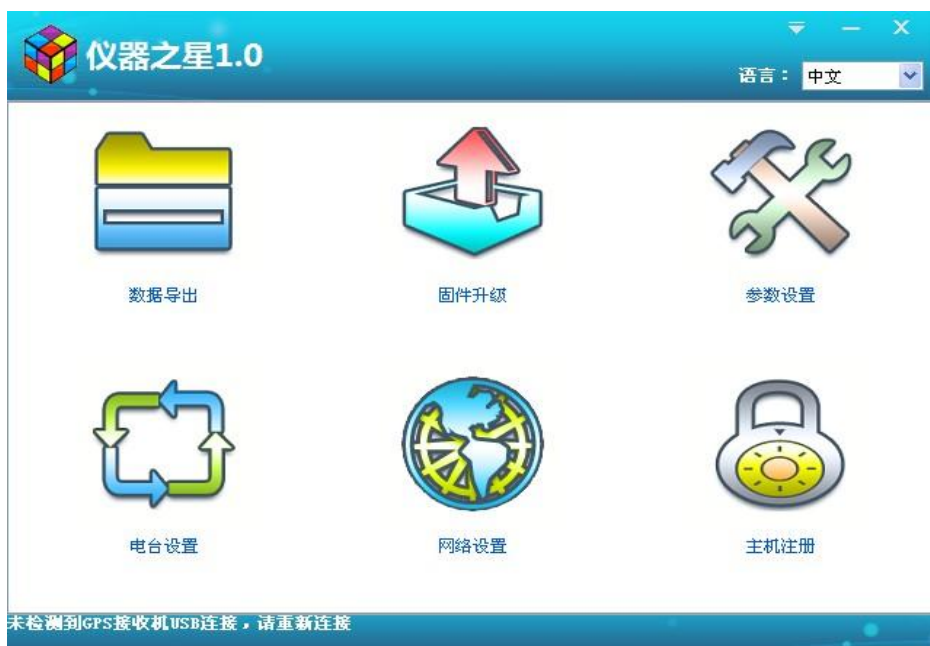 仪器之星1.0
语言： 中文
数据导出 固件升级 参数设置
电台设置 网络设置 主机注册
未检测到GPS接收机USB连接，请重新连接